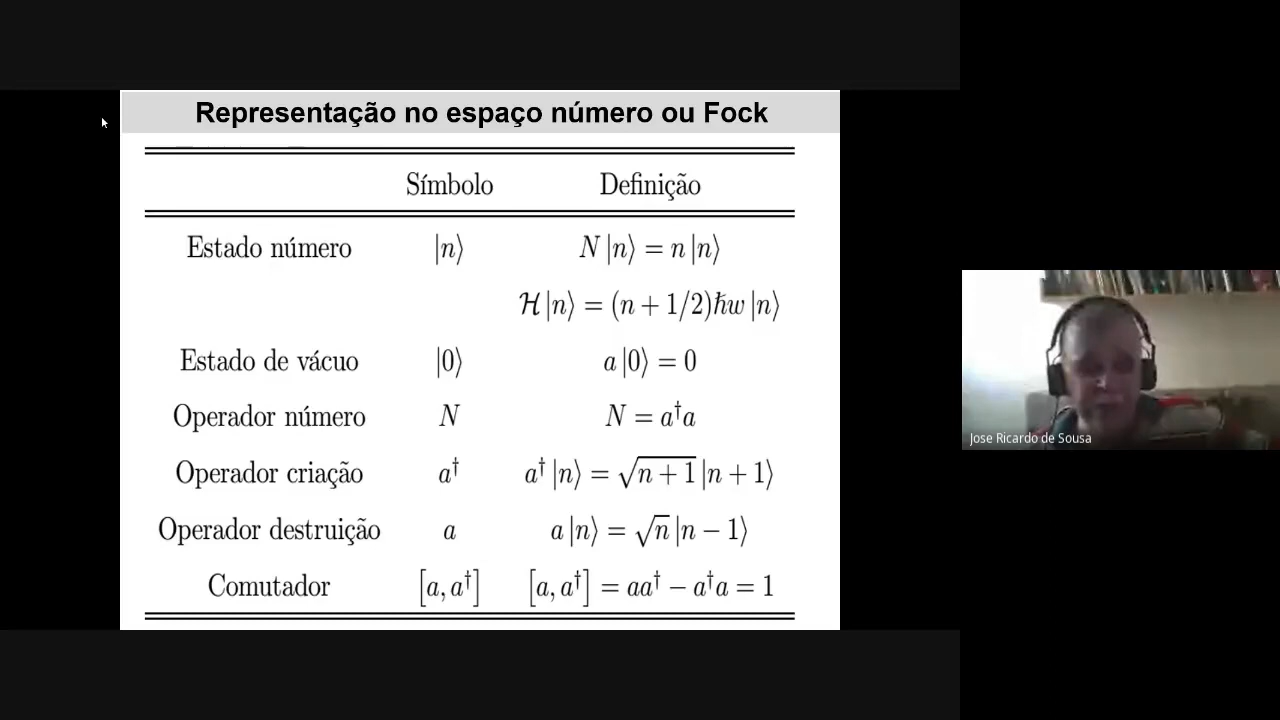 Representação no espaço número ou Fock
Símbolo Definição
Estado número |n⟩ N|n⟩ = n|n⟩
ℋ|n⟩ = (n + 1/2)ℏw|n⟩
Estado de vácuo |0⟩ a|0⟩ = 0
Operador número N N = a†a
Operador criação a† a†|n⟩ = √(n + 1)|n + 1⟩
Operador destruição a a|n⟩ = √n|n − 1⟩
Comutador [a, a†] [a, a†] = aa† − a†a = 1
Jose Ricardo de Sousa